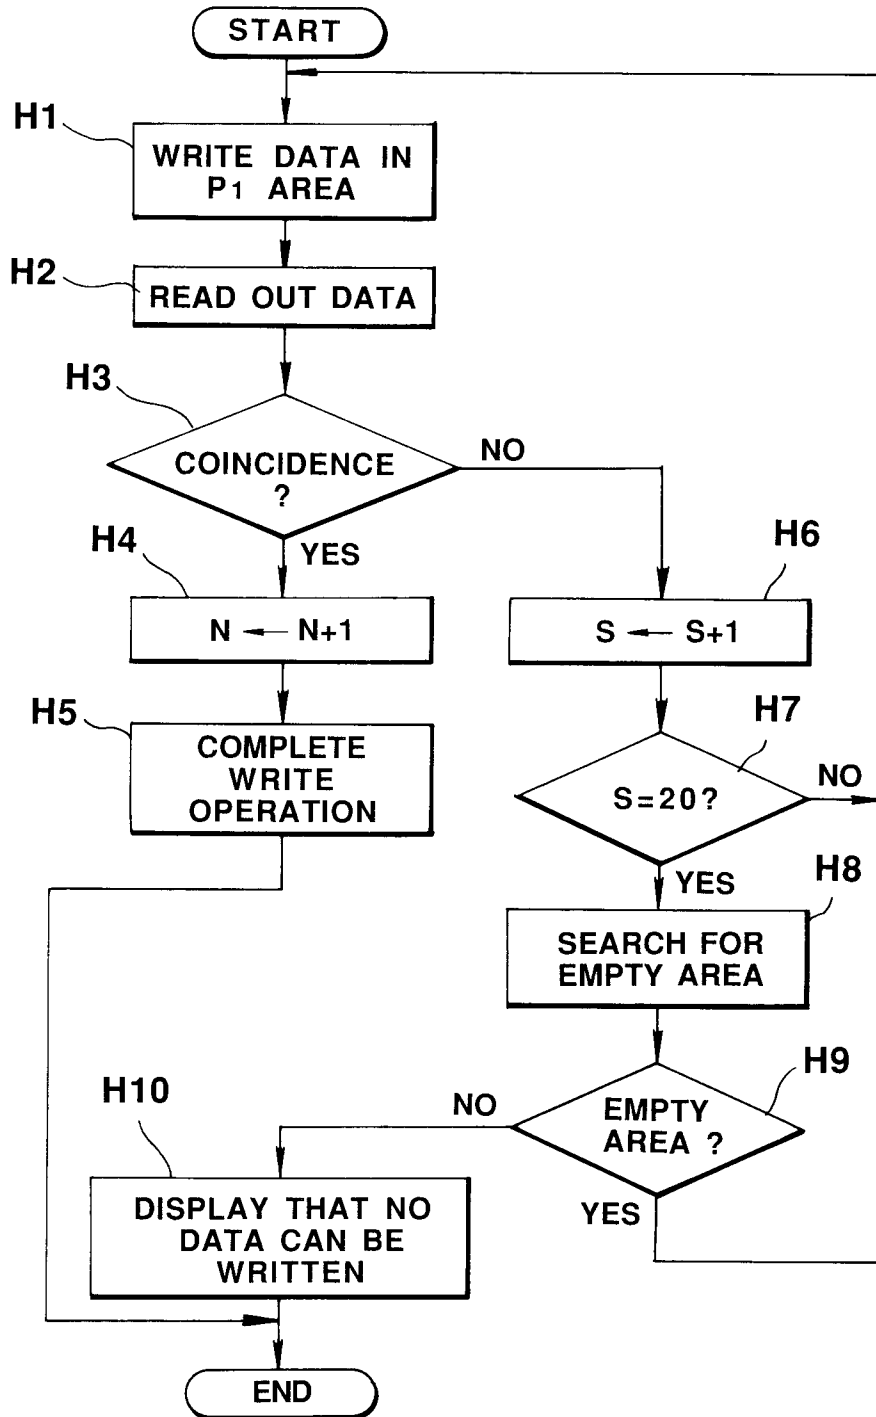 START
H1
WRITE DATA IN
P1 AREA
H2
READ OUT DATA
H3
COINCIDENCE
?
NO
YES
H4
N ← N+1
H5
COMPLETE
WRITE
OPERATION
H6
S ← S+1
H7
S=20?
NO
YES
H8
SEARCH FOR
EMPTY AREA
H9
EMPTY
AREA ?
NO
YES
H10
DISPLAY THAT NO
DATA CAN BE
WRITTEN
END